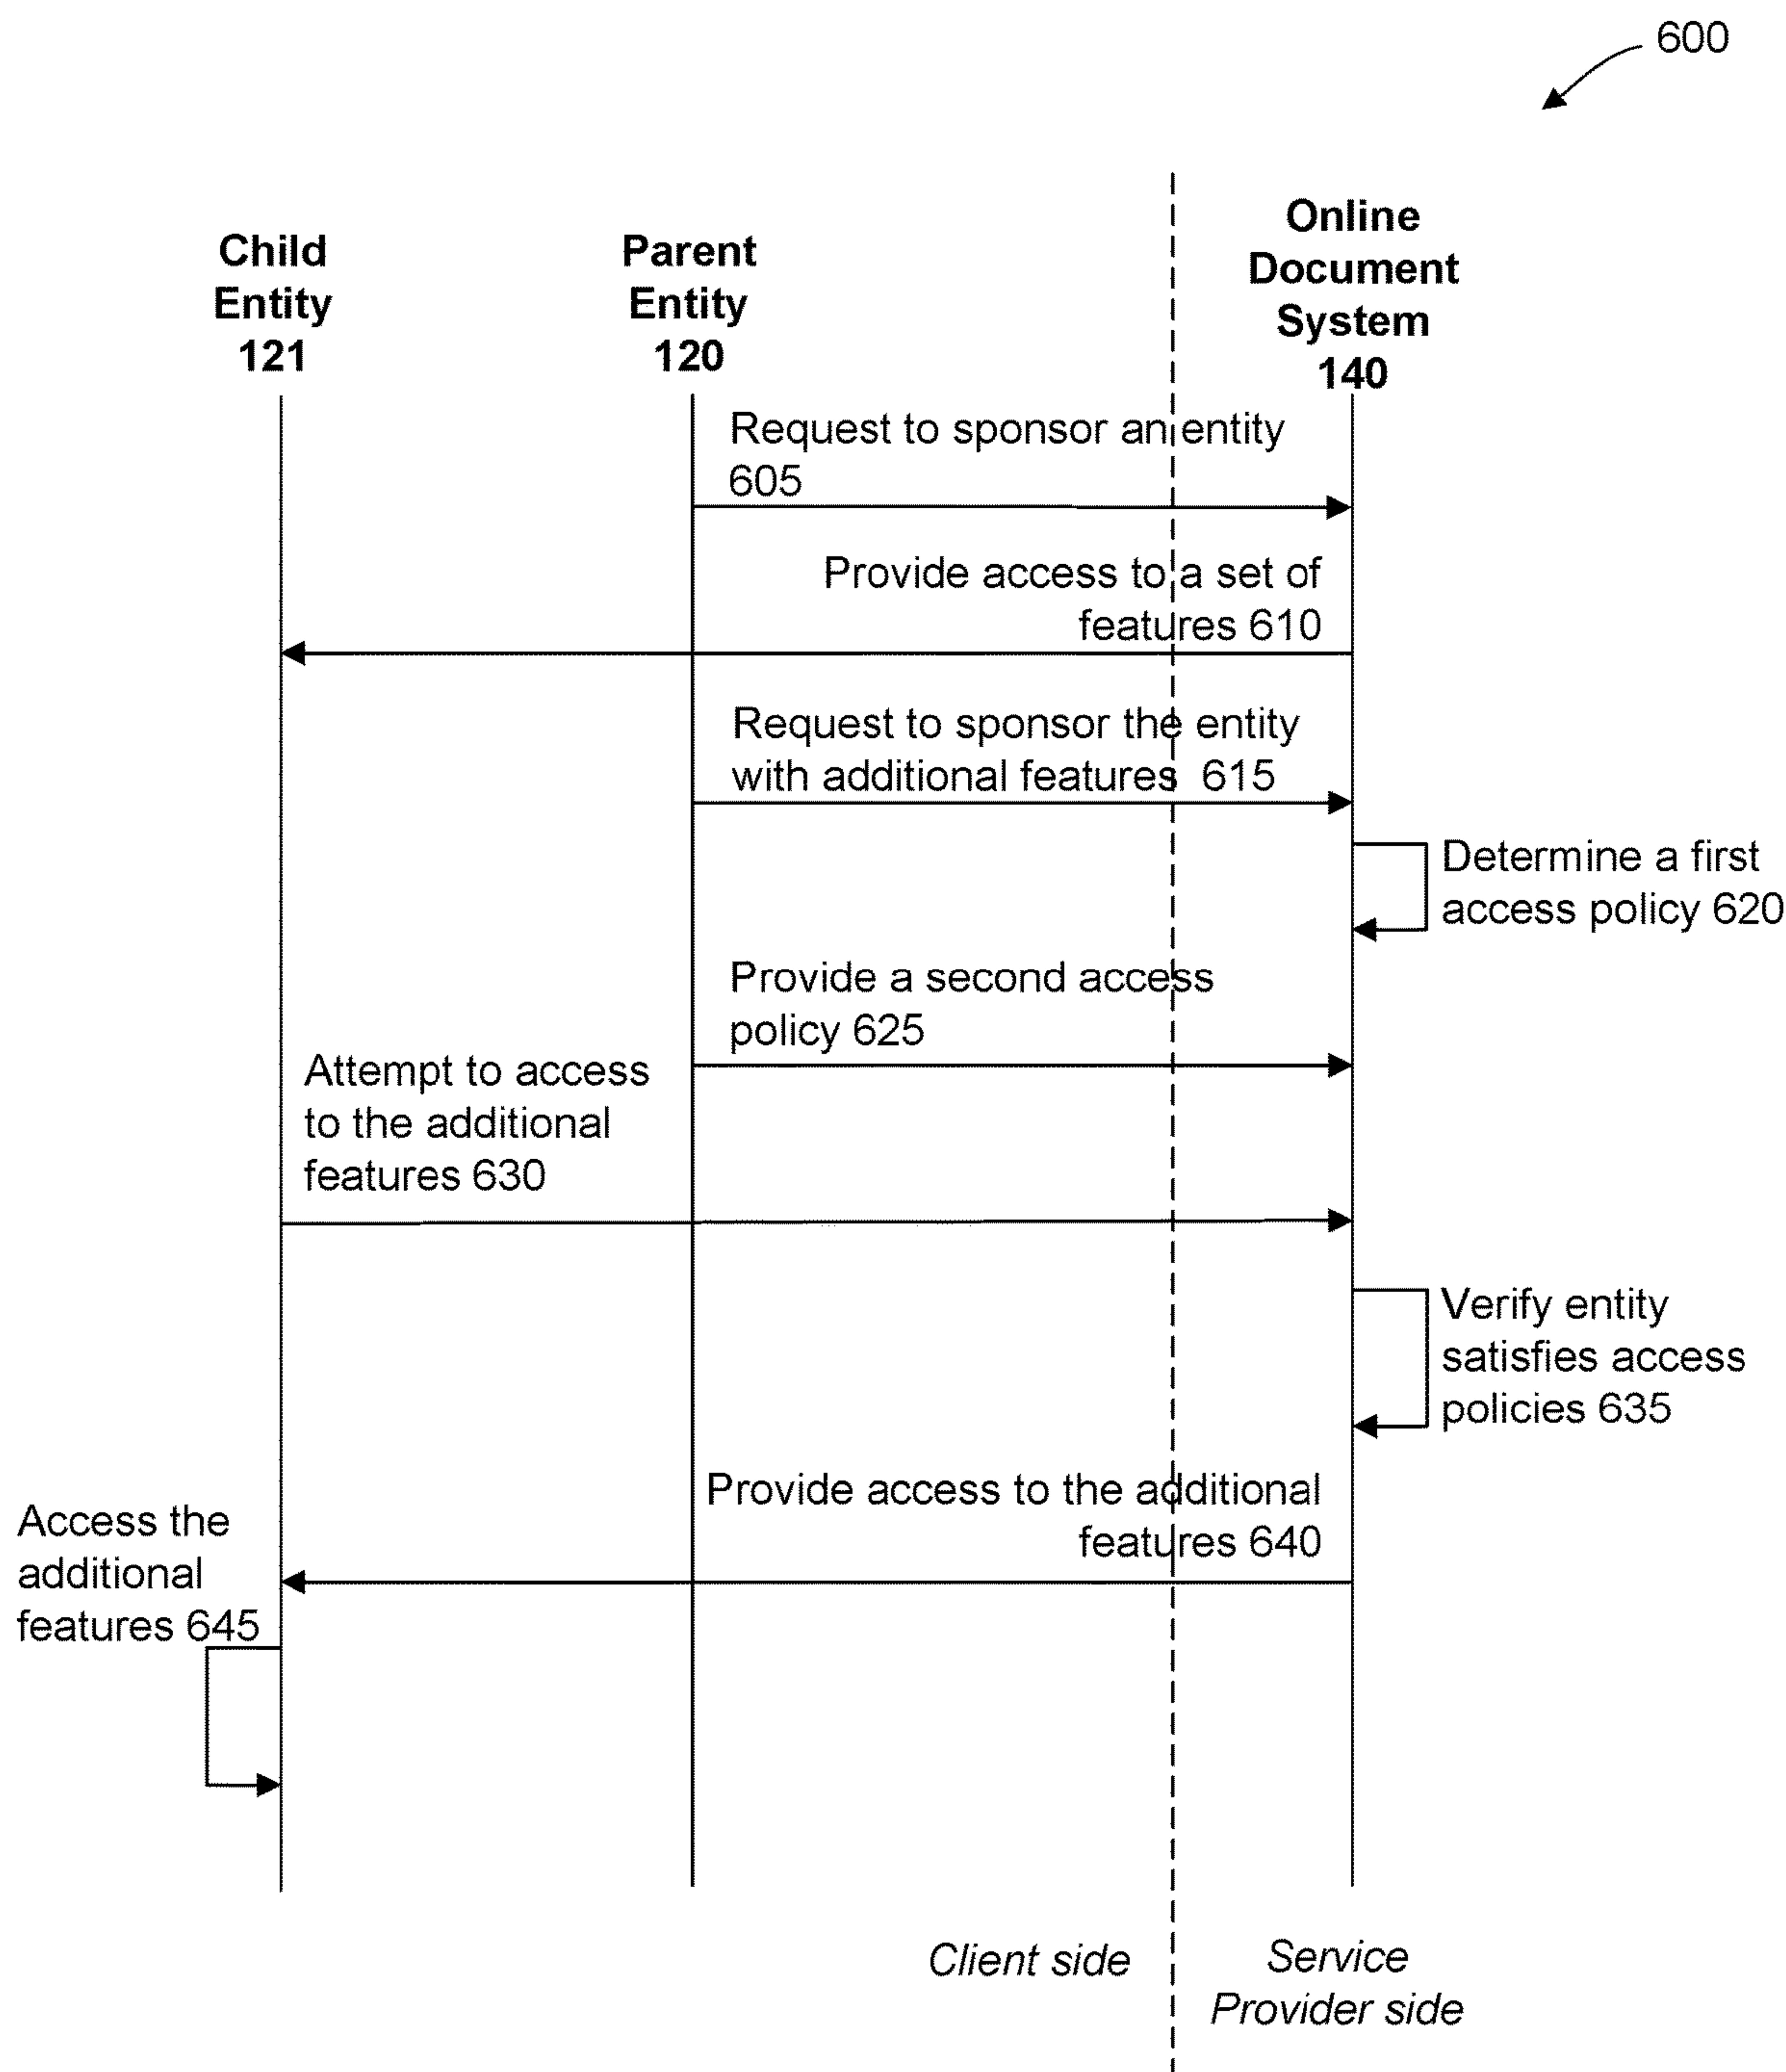 600
Child
Entity
121
Parent
Entity
120
Online
Document
System
140
Request to sponsor an entity
605
Provide access to a set of
features 610
Request to sponsor the entity
with additional features 615
Determine a first
access policy 620
Provide a second access
policy 625
Attempt to access
to the additional
features 630
Verify entity
satisfies access
policies 635
Provide access to the additional
features 640
Access the
additional
features 645
Client side
Service
Provider side